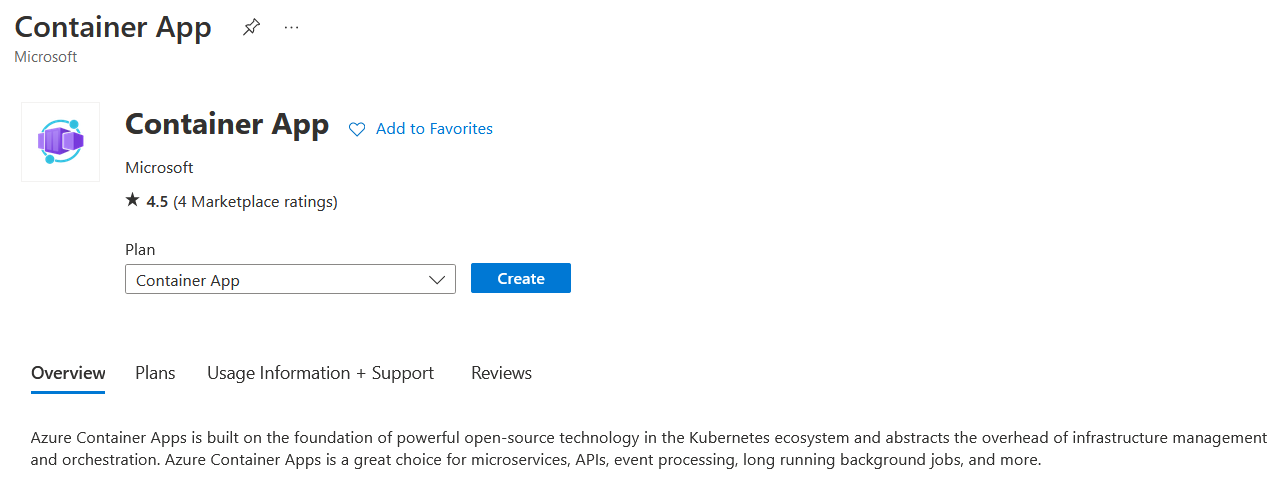 Container App
Microsoft
Container App
Add to Favorites
Microsoft
4.5 (4 Marketplace ratings)
Plan
Container App
Create
Overview
Plans
Usage Information + Support
Reviews
Azure Container Apps is built on the foundation of powerful open-source technology in the Kubernetes ecosystem and abstracts the overhead of infrastructure management
and orchestration. Azure Container Apps is a great choice for microservices, APIs, event processing, long running background jobs, and more.